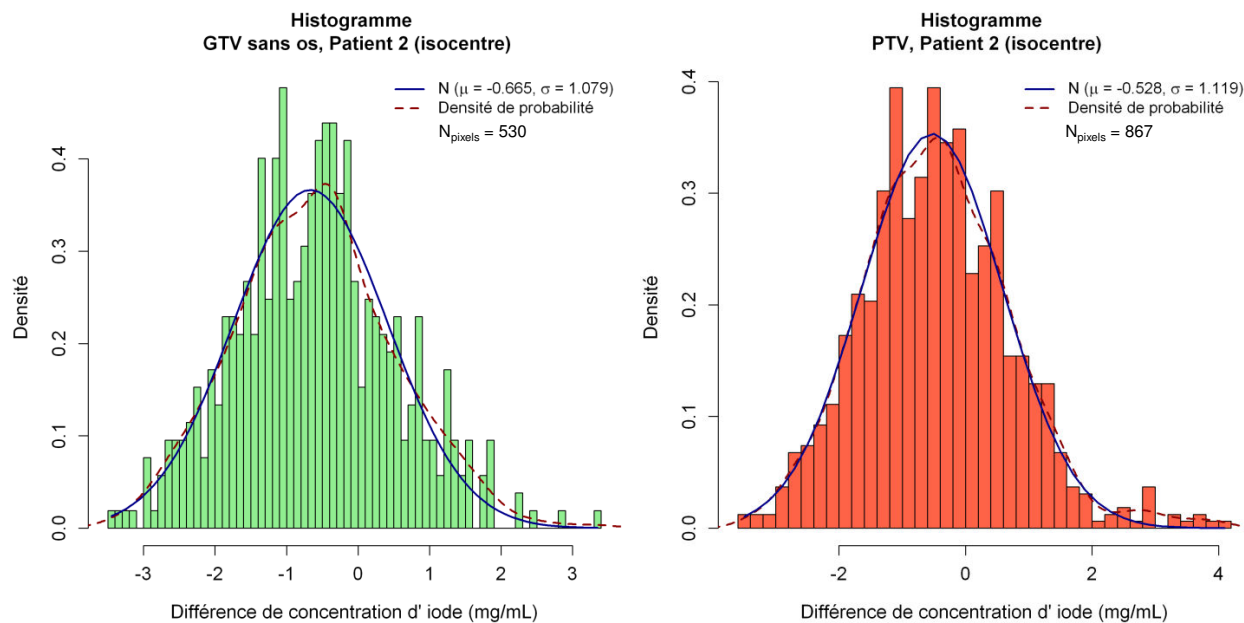 Histogramme
GTV sans os, Patient 2 (isocentre)
N (μ = -0.665, σ = 1.079)
Densité de probabilité
Npixels = 530
Densité
0.0
0.1
0.2
0.3
0.4
-3
-2
-1
0
1
2
3
Différence de concentration d' iode (mg/mL)
Histogramme
PTV, Patient 2 (isocentre)
N (μ = -0.528, σ = 1.119)
Densité de probabilité
Npixels = 867
Densité
0.0
0.1
0.2
0.3
0.4
-2
0
2
4
Différence de concentration d' iode (mg/mL)